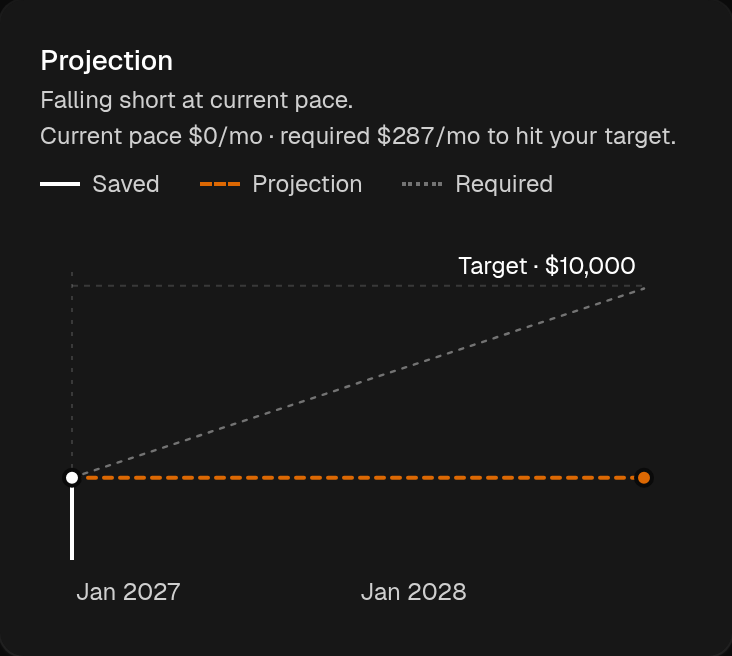 Projection
Falling short at current pace.
Current pace $0/mo · required $287/mo to hit your target.
Saved Projection Required
Target · $10,000
Jan 2027 Jan 2028